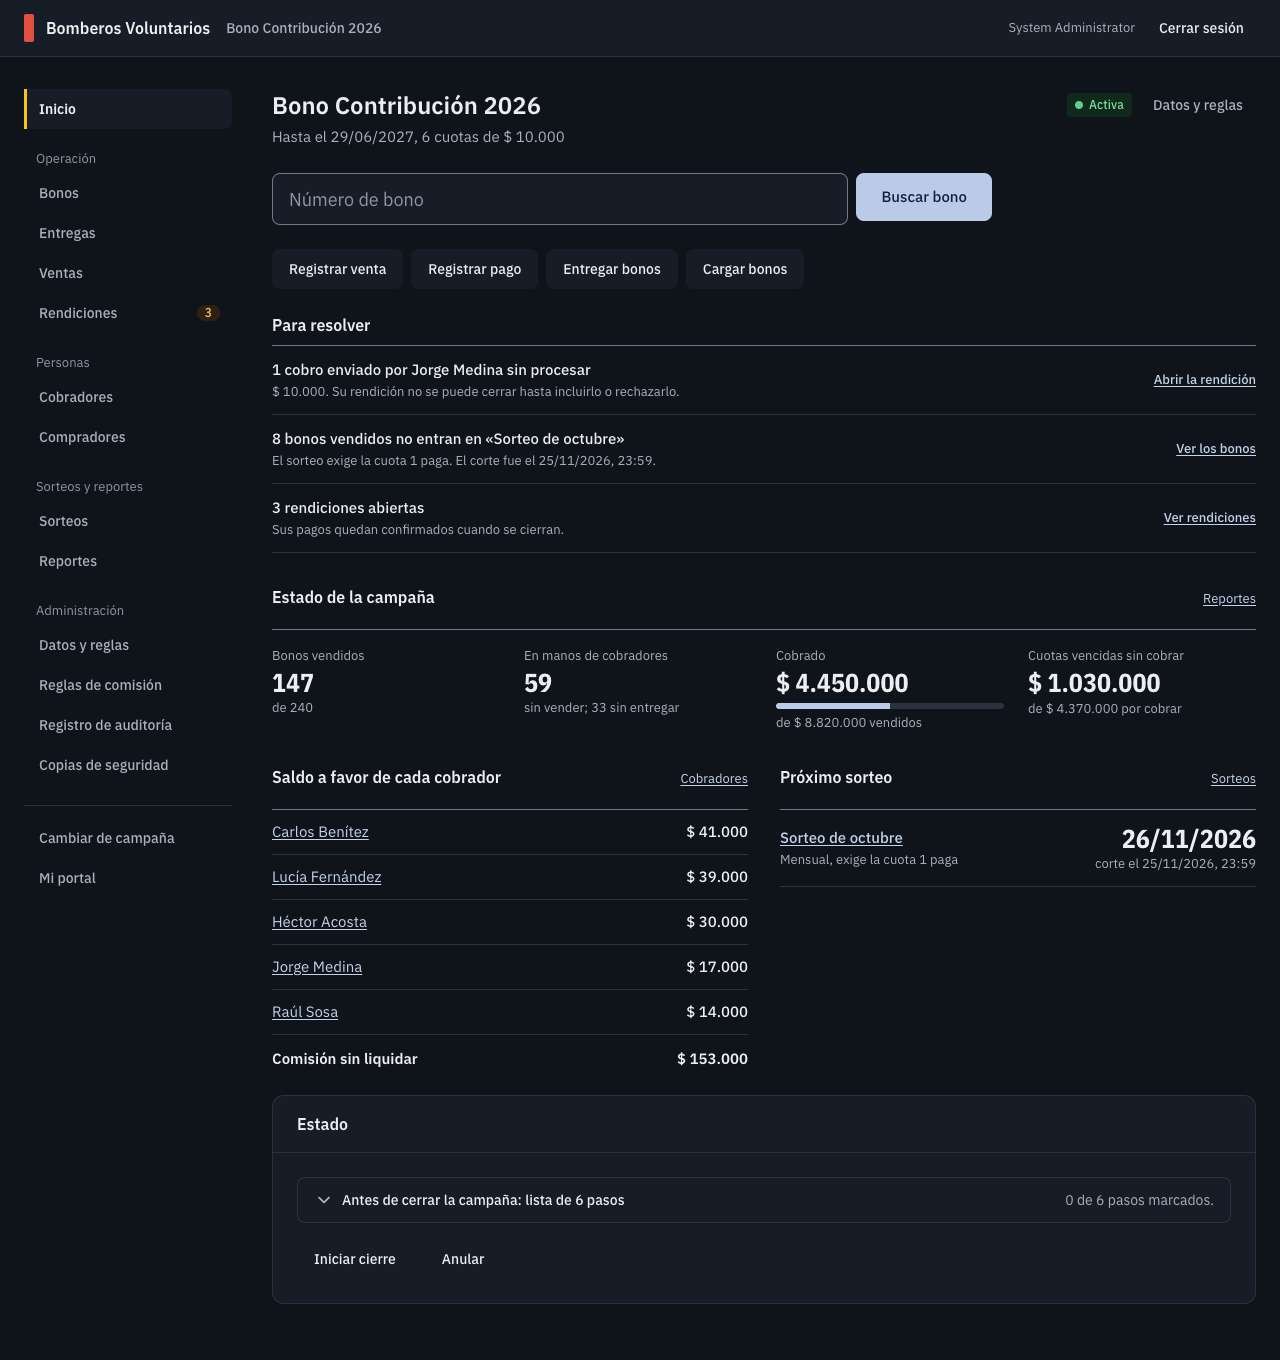 Bomberos Voluntarios
Bono Contribución 2026
System Administrator
Cerrar sesión
Inicio
Operación
Bonos
Entregas
Ventas
Rendiciones 3
Personas
Cobradores
Compradores
Sorteos y reportes
Sorteos
Reportes
Administración
Datos y reglas
Reglas de comisión
Registro de auditoría
Copias de seguridad
Cambiar de campaña
Mi portal
Bono Contribución 2026
Activa
Datos y reglas
Hasta el 29/06/2027, 6 cuotas de $ 10.000
Número de bono
Buscar bono
Registrar venta
Registrar pago
Entregar bonos
Cargar bonos
Para resolver
1 cobro enviado por Jorge Medina sin procesar
$ 10.000. Su rendición no se puede cerrar hasta incluirlo o rechazarlo.
Abrir la rendición
8 bonos vendidos no entran en «Sorteo de octubre»
El sorteo exige la cuota 1 paga. El corte fue el 25/11/2026, 23:59.
Ver los bonos
3 rendiciones abiertas
Sus pagos quedan confirmados cuando se cierran.
Ver rendiciones
Estado de la campaña
Reportes
Bonos vendidos
147
de 240
En manos de cobradores
59
sin vender; 33 sin entregar
Cobrado
$ 4.450.000
de $ 8.820.000 vendidos
Cuotas vencidas sin cobrar
$ 1.030.000
de $ 4.370.000 por cobrar
Saldo a favor de cada cobrador
Cobradores
Carlos Benítez $ 41.000
Lucía Fernández $ 39.000
Héctor Acosta $ 30.000
Jorge Medina $ 17.000
Raúl Sosa $ 14.000
Comisión sin liquidar $ 153.000
Próximo sorteo
Sorteos
Sorteo de octubre
Mensual, exige la cuota 1 paga
26/11/2026
corte el 25/11/2026, 23:59
Estado
Antes de cerrar la campaña: lista de 6 pasos
0 de 6 pasos marcados.
Iniciar cierre
Anular